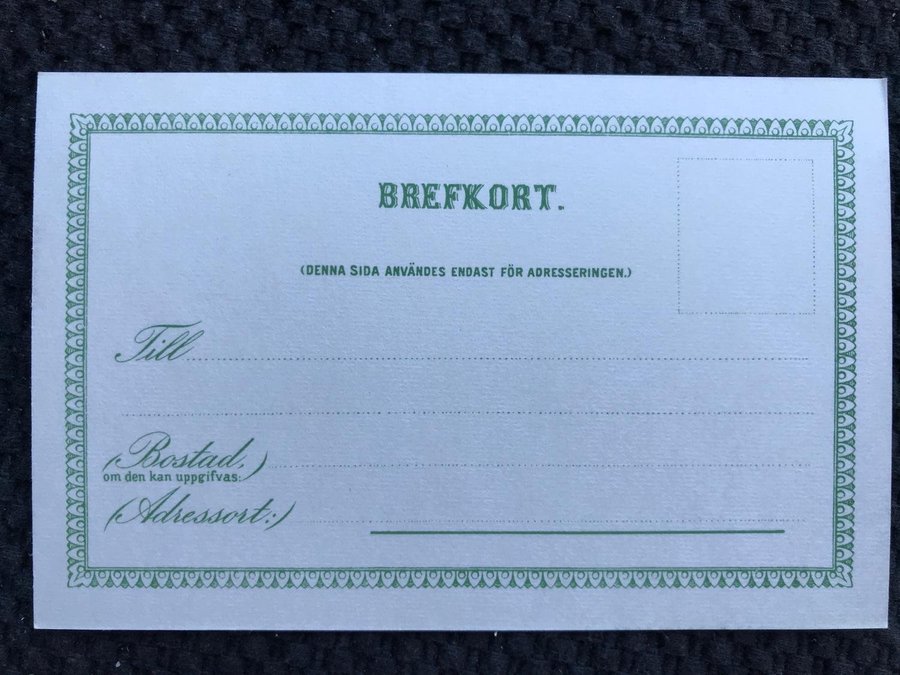 BREFKORT.
(DENNA SIDA ANVÄNDES ENDAST FÖR ADRESSERINGEN.)
Till
(Bostad,)
om den kan uppgifvas:
(Adressort:)